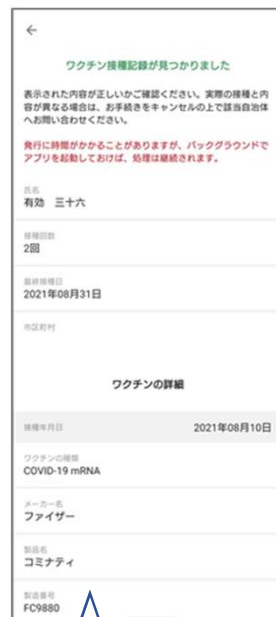 ワクチン接種記録が見つかりました
表示された内容が正しいかご確認ください。実際の接種と内
容が異なる場合は、お手続きをキャンセルの上で該当自治体
へお問い合わせください。
発行に時間がかかることがありますが、バックグラウンドで
アプリを起動しておけば、処理は継続されます。
氏名
有効 三十六
接種回数
2回
最終接種日
2021年08月31日
市区町村
ワクチンの詳細
接種年月日 2021年08月10日
ワクチンの種類
COVID-19 mRNA
メーカー名
ファイザー
製品名
コミナティ
製造番号
FC9880